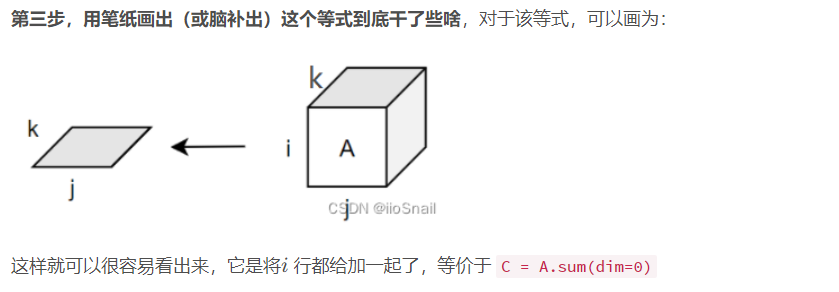 第三步，用笔纸画出（或脑补出）这个等式到底干了些啥，对于该等式，可以画为：
k
k
i
A
j
j
CSDN @iioSnail
这样就可以很容易看出来，它是将i 行都给加一起了，等价于 C = A.sum(dim=0)